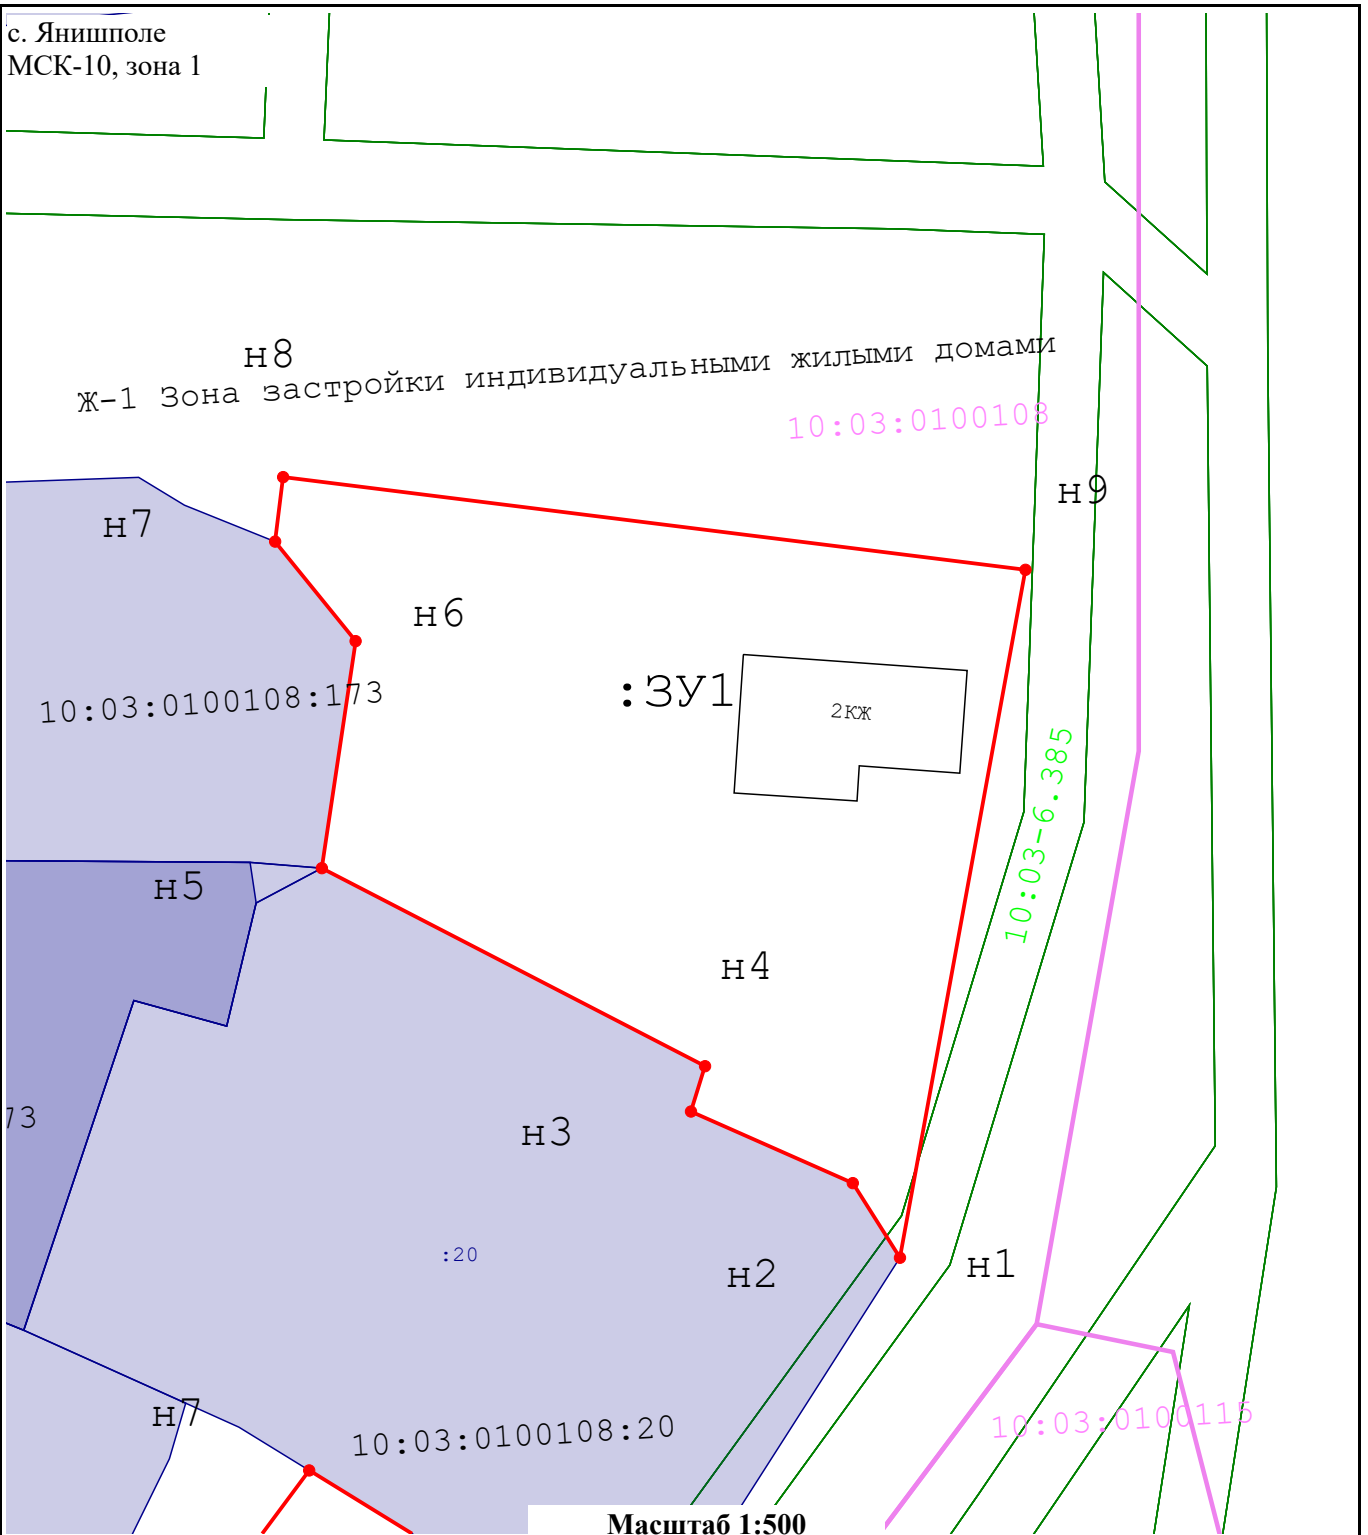 с. Янишполе
МСК-10, зона 1
н8
Ж-1 Зона застройки индивидуальными жилыми домами
10:03:0100108
н9
н7
н6
:ЗУ1
10:03:0100108:173
2КЖ
10:03-6.385
н5
н4
73
н3
:20
н2
н1
н7
10:03:0100108:20
10:03:0100115
Масштаб 1:500